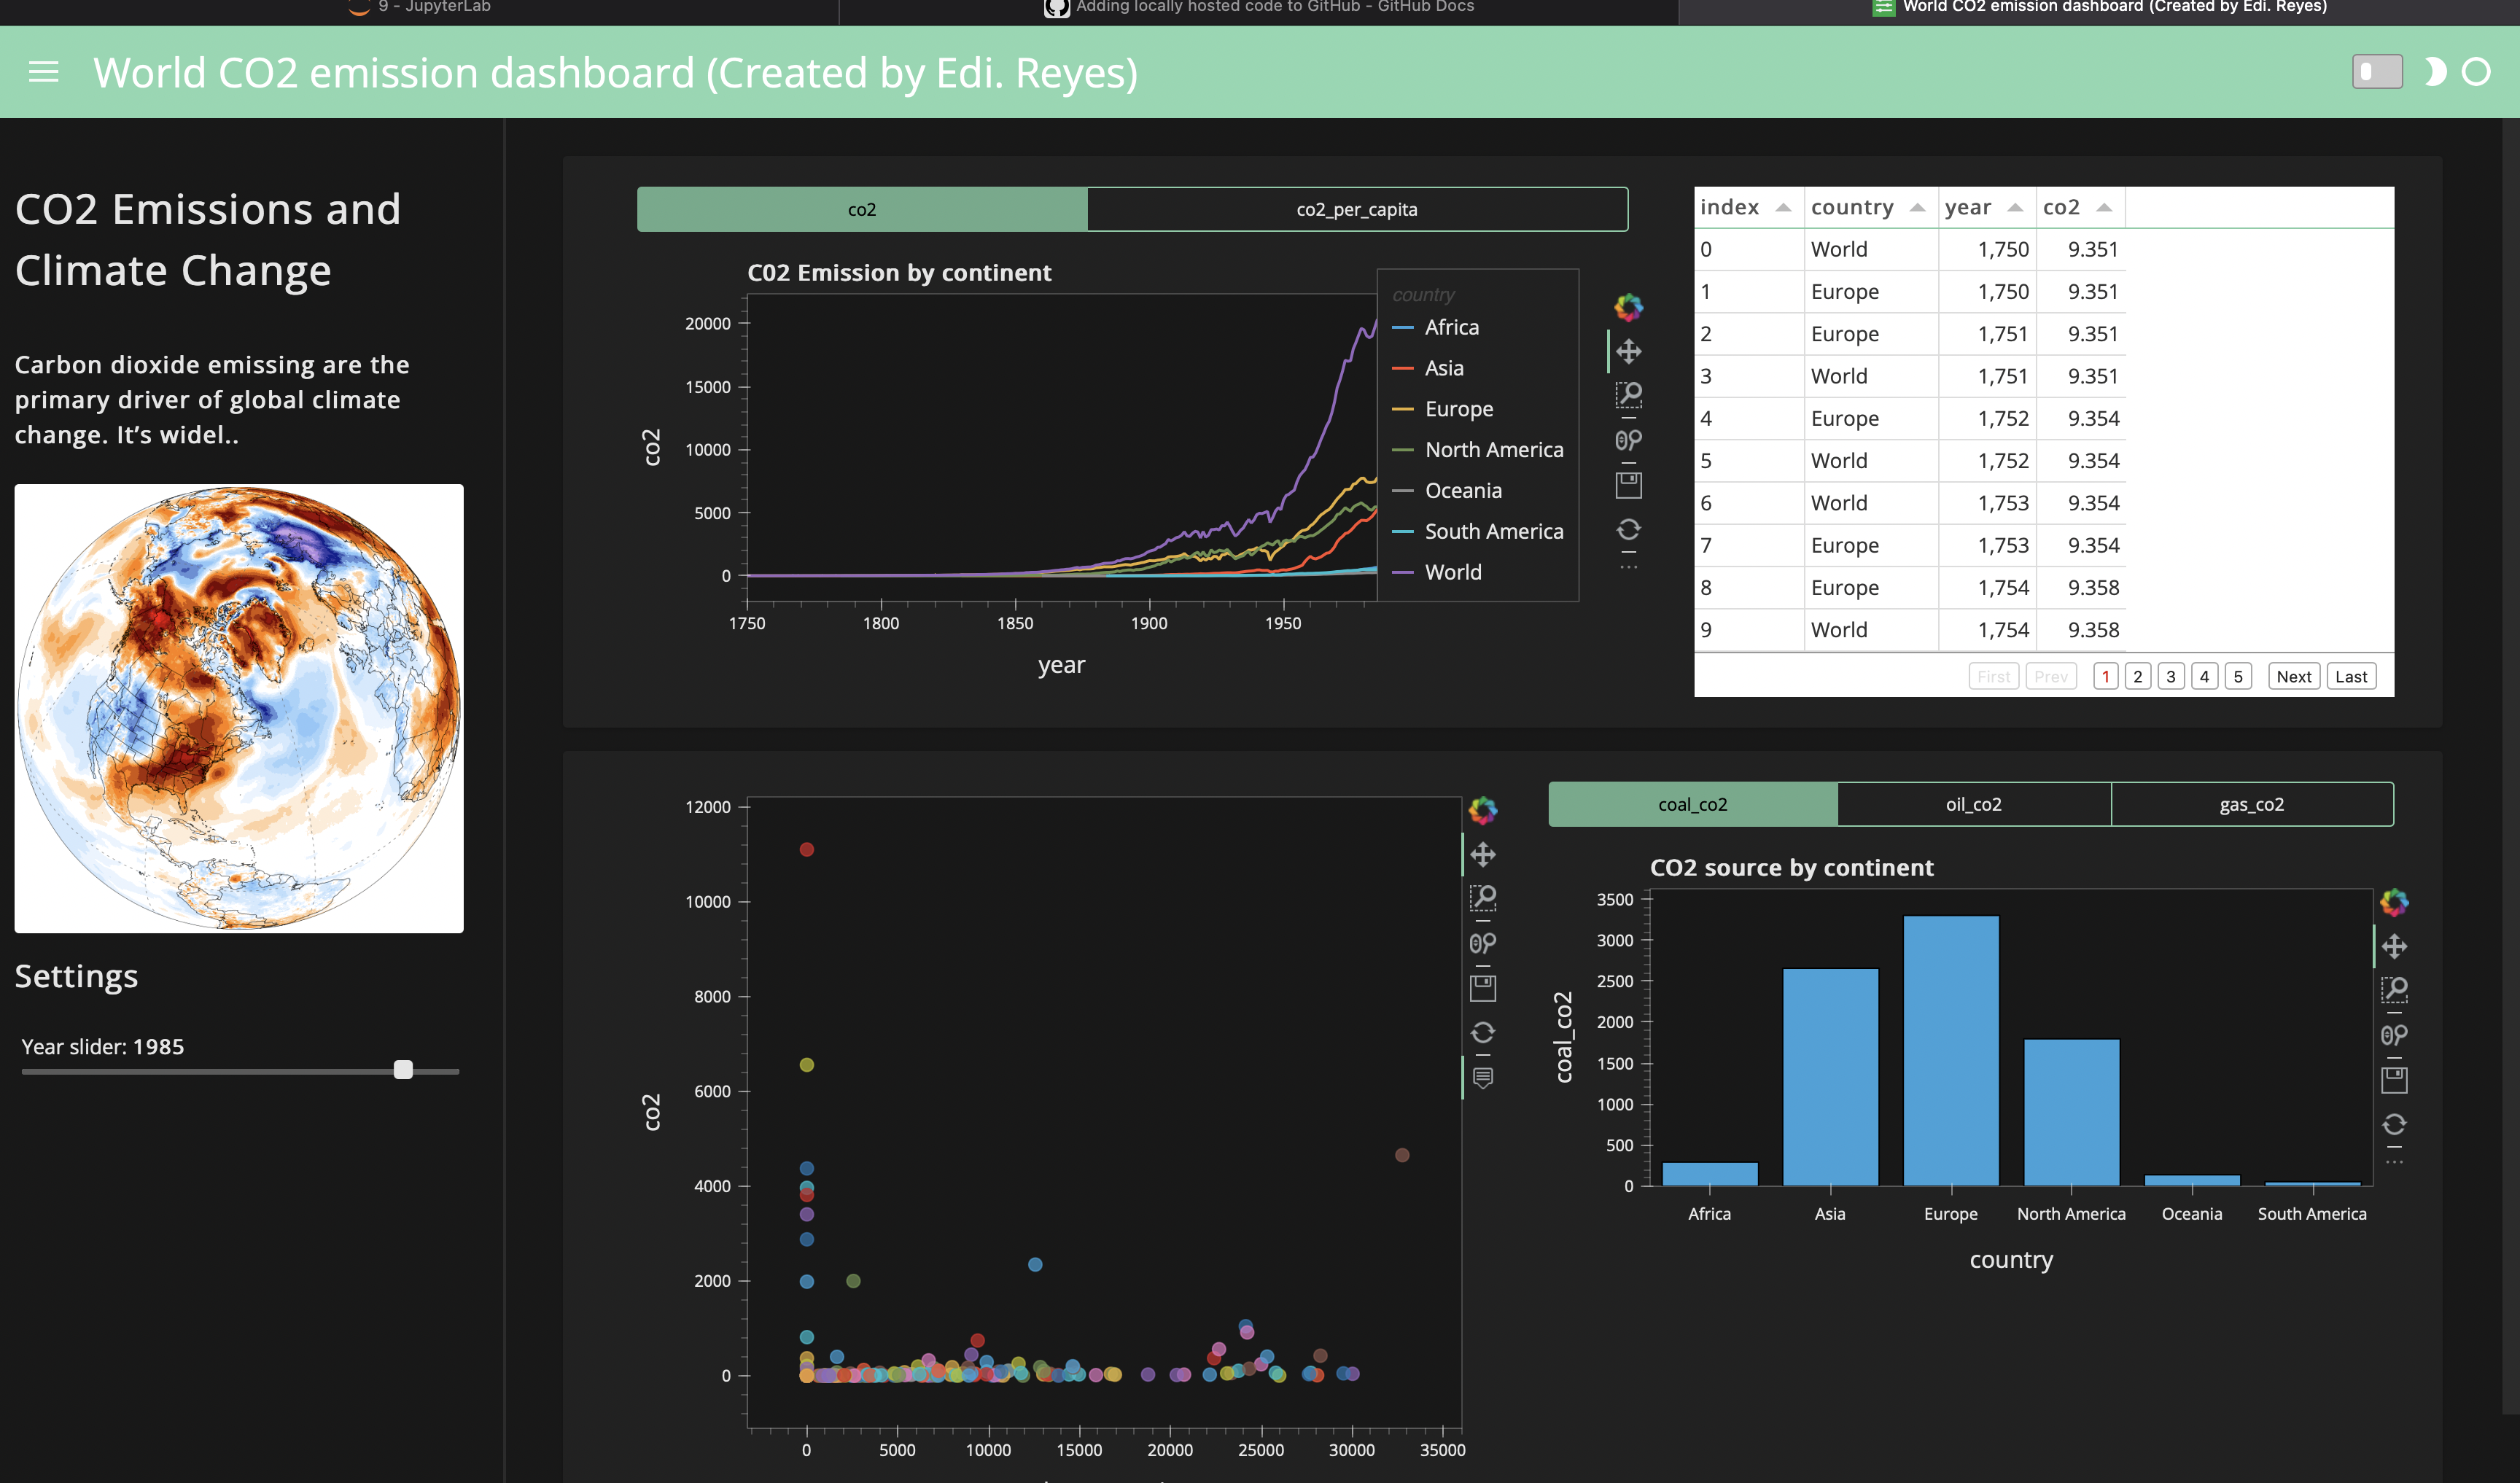 9 - JupyterLab
Adding locally hosted code to GitHub - GitHub Docs
World CO2 emission dashboard (Created by Edi. Reyes)
World CO2 emission dashboard (Created by Edi. Reyes)
CO2 Emissions and
Climate Change
Carbon dioxide emissing are the
primary driver of global climate
change. It's widel..
Settings
Year slider: 1985
co2 co2_per_capita
C02 Emission by continent
co2
20000
15000
10000
5000
0
1750 1800 1850 1900 1950
year
country
Africa
Asia
Europe
North America
Oceania
South America
World
...
index country year co2
0 World 1,750 9.351
1 Europe 1,750 9.351
2 Europe 1,751 9.351
3 World 1,751 9.351
4 Europe 1,752 9.354
5 World 1,752 9.354
6 World 1,753 9.354
7 Europe 1,753 9.354
8 Europe 1,754 9.358
9 World 1,754 9.358
First Prev 1 2 3 4 5 Next Last
co2
12000
10000
8000
6000
4000
2000
0
0 5000 10000 15000 20000 25000 30000 35000
coal_co2 oil_co2 gas_co2
CO2 source by continent
coal_co2
3500
3000
2500
2000
1500
1000
500
0
Africa Asia Europe North America Oceania South America
country
...